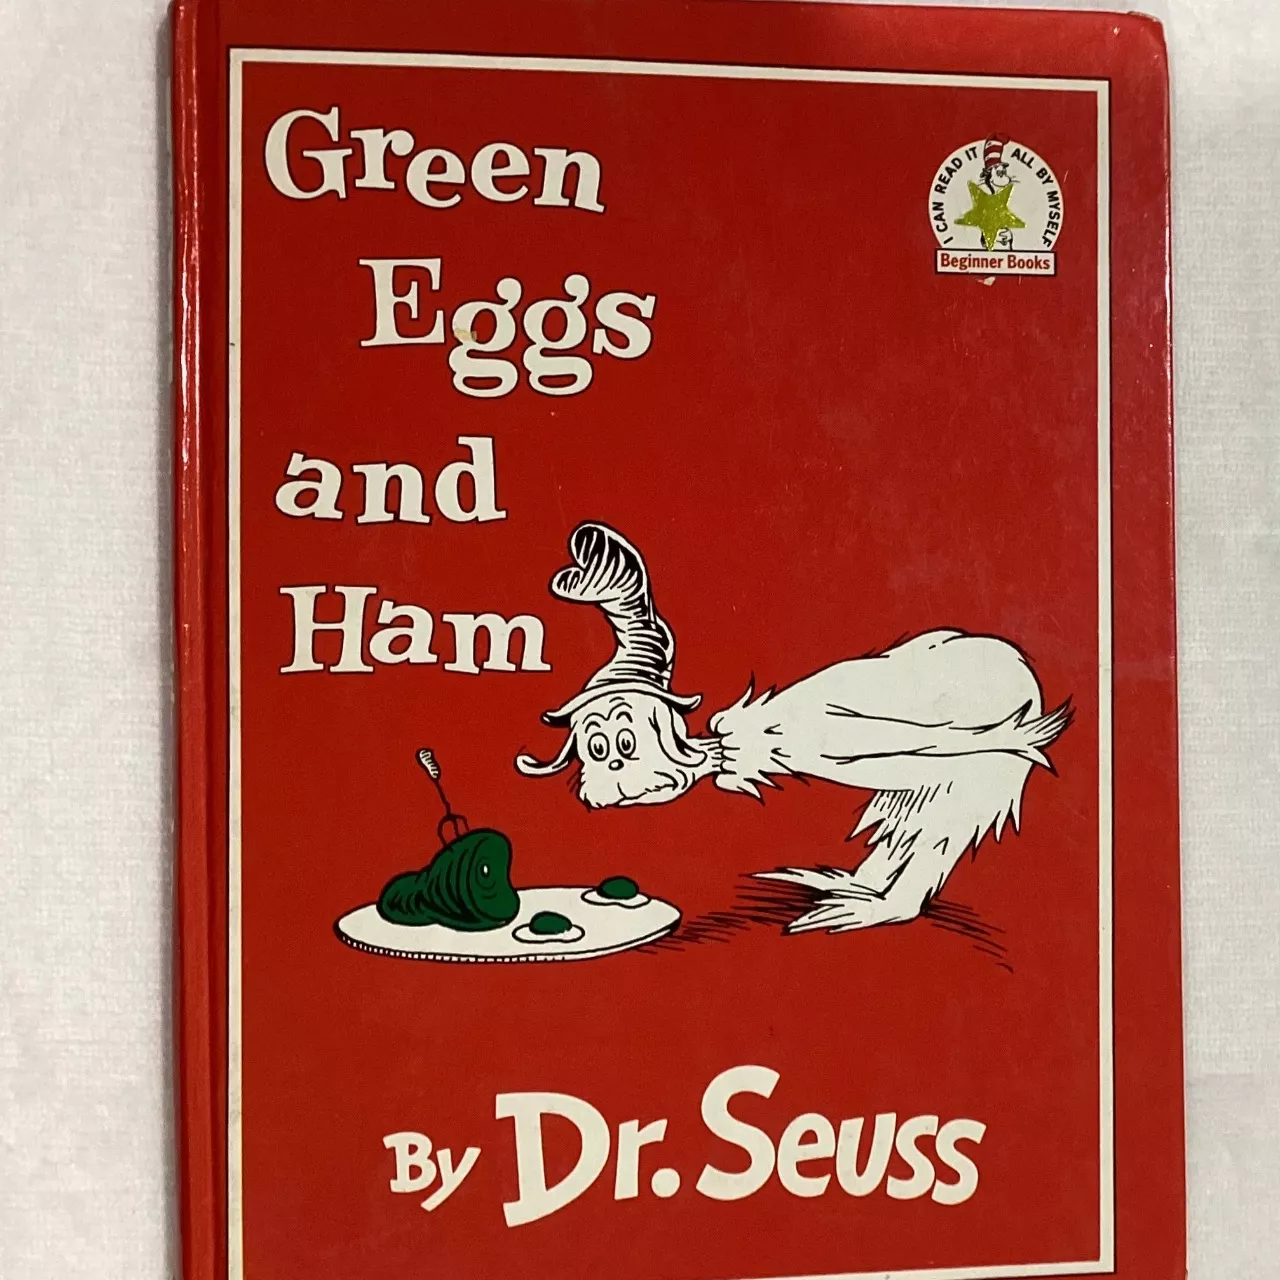 Green
Eggs
and
Ham
I CAN READ IT ALL BY MYSELF
Beginner Books
By Dr. Seuss